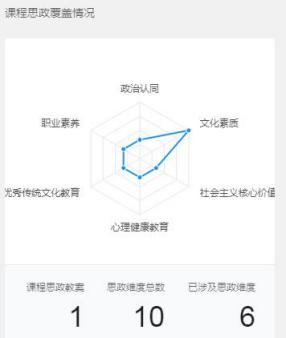 课程思政覆盖情况
政治认同
职业素养
文化素质
优秀传统文化教育
社会主义核心价值
心理健康教育
课程思政教案 思政维度总数 已涉及思政维度
1 10 6